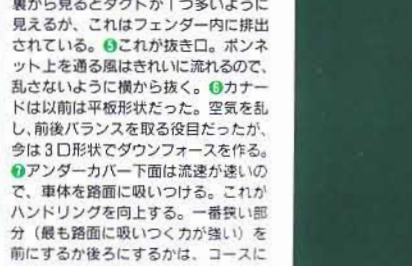 裏から見るとダクトが1つ多いように
見えるが、これはフェンダー内に排出
されている。❺これが抜き口。ボンネ
ット上を通る風はきれいに流れるので、
乱さないように横から抜く。❻カナー
ドは以前は平板形状だった。空気を乱
し、前後バランスを取る役目だったが、
今は3D形状でダウンフォースを作る。
❼アンダーカバー下面は流速が速いの
で、車体を路面に吸いつける。これが
ハンドリングを向上する。一番狭い部
分（最も路面に吸いつく力が強い）を
前にするか後ろにするかは、コースに